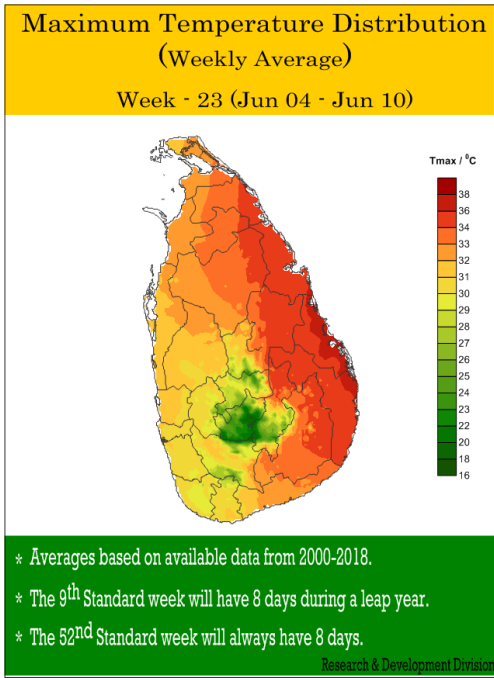 Maximum Temperature Distribution
(Weekly Average)
Week - 23 (Jun 04 - Jun 10)
Tmax / ⁰C
38
36
34
33
32
31
30
29
28
27
26
25
24
23
22
20
18
16
* Averages based on available data from 2000-2018.
* The 9th Standard week will have 8 days during a leap year.
* The 52nd Standard week will always have 8 days.
Research & Development Division